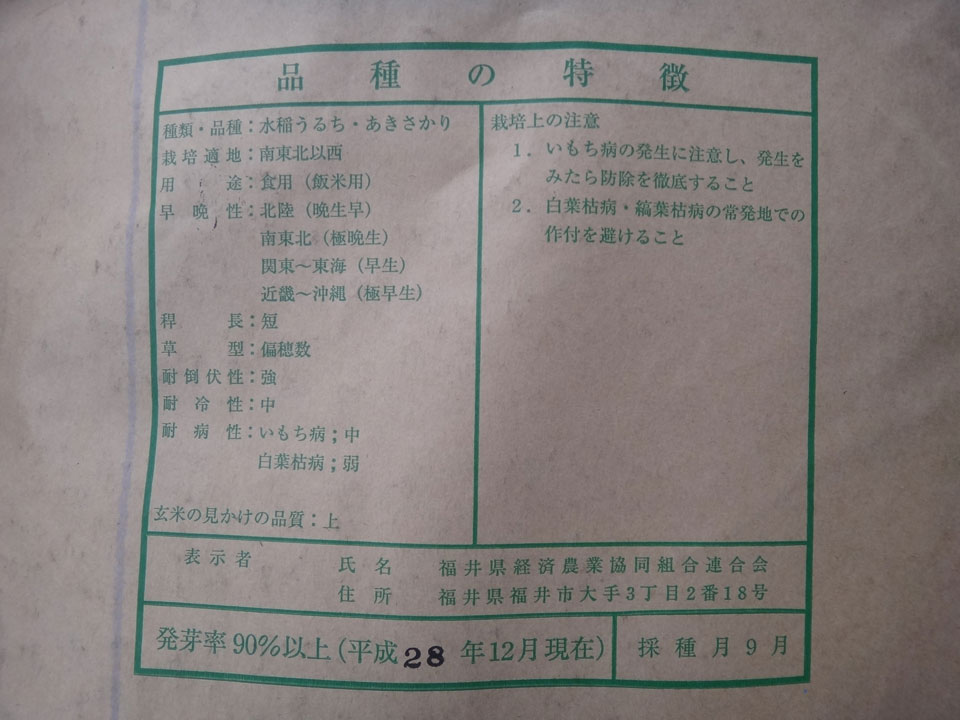 品種の特徴
種類・品種：水稲うるち・あきさかり
栽培適地：南東北以西
用途：食用（飯米用）
早晩性：北陸（晩生早）
南東北（極晩生）
関東～東海（早生）
近畿～沖縄（極早生）
稈長：短
草型：偏穂数
耐倒伏性：強
耐冷性：中
耐病性：いもち病；中
白葉枯病；弱
玄米の見かけの品質：上
栽培上の注意
1．いもち病の発生に注意し、発生を
みたら防除を徹底すること
2．白葉枯病・縞葉枯病の常発地での
作付を避けること
表示者 氏名 福井県経済農業協同組合連合会
住所 福井県福井市大手3丁目2番18号
発芽率90％以上（平成28年12月現在）
採種月9月